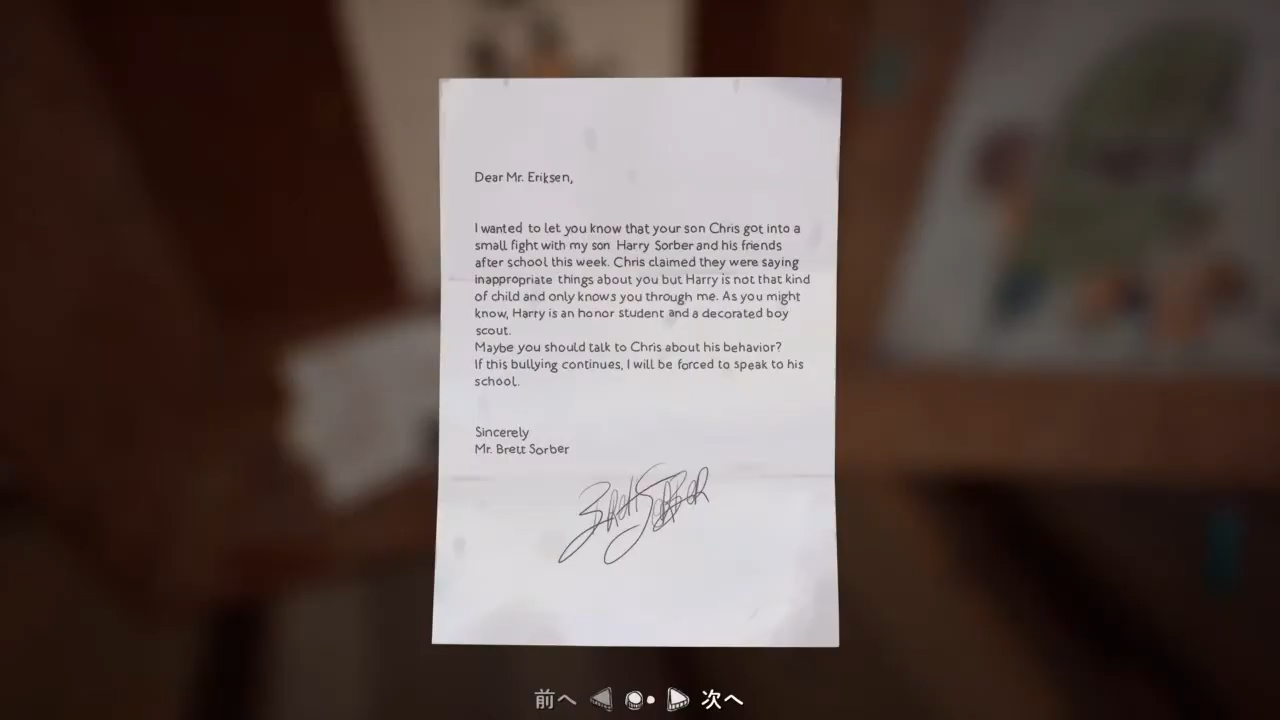 Dear Mr. Eriksen,
I wanted to let you know that your son Chris got into a
small fight with my son Harry Sorber and his friends
after school this week. Chris claimed they were saying
inappropriate things about you but Harry is not that kind
of child and only knows you through me. As you might
know, Harry is an honor student and a decorated boy
scout.
Maybe you should talk to Chris about his behavior?
If this bullying continues, I will be forced to speak to his
school.
Sincerely
Mr. Brett Sorber
Brett Sorber
前へ 次へ